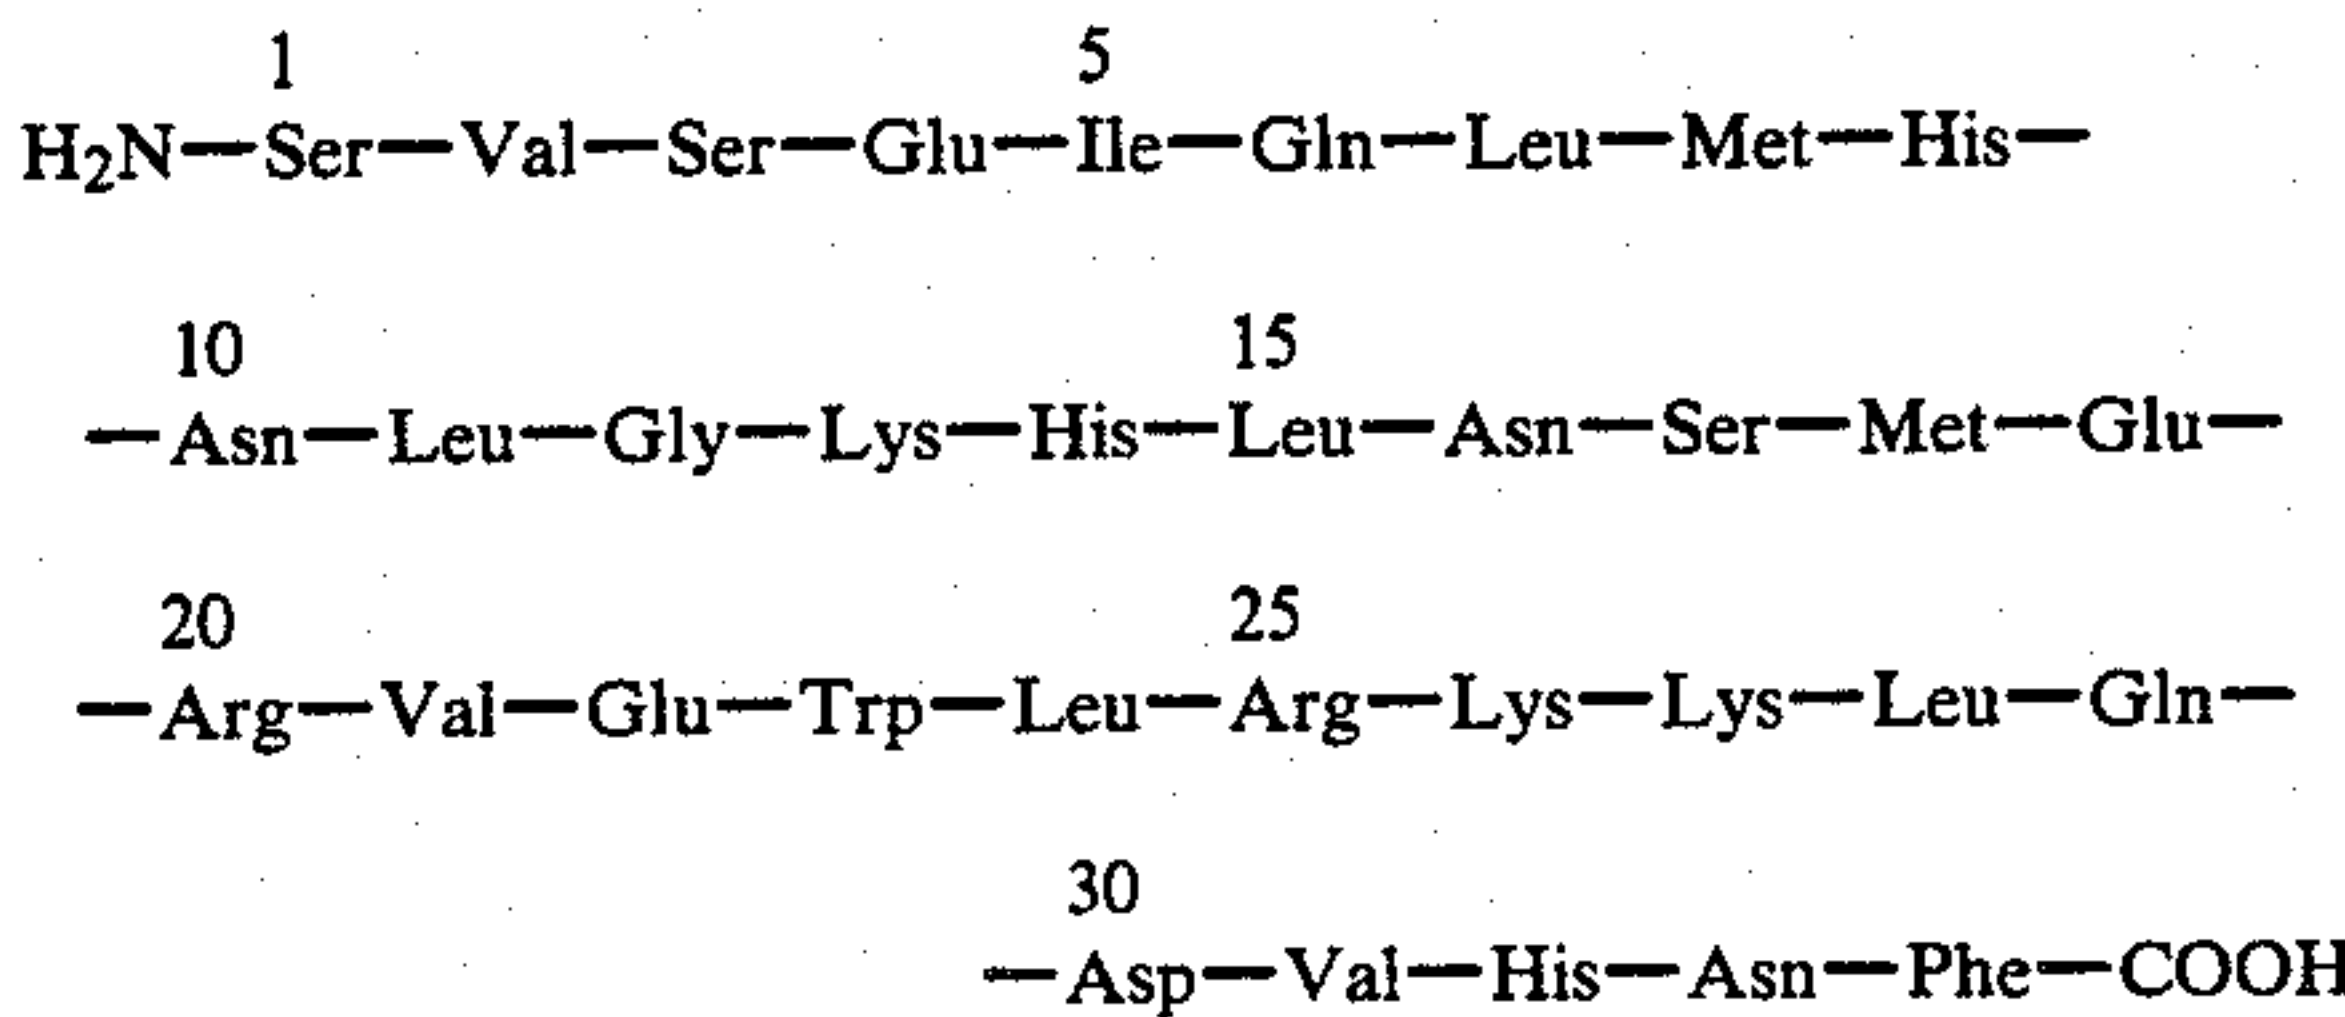 1 5
H₂N—Ser—Val—Ser—Glu—Ile—Gln—Leu—Met—His—
10 15
—Asn—Leu—Gly—Lys—His—Leu—Asn—Ser—Met—Glu—
20 25
—Arg—Val—Glu—Trp—Leu—Arg—Lys—Lys—Leu—Gln—
30
—Asp—Val—His—Asn—Phe—COOH